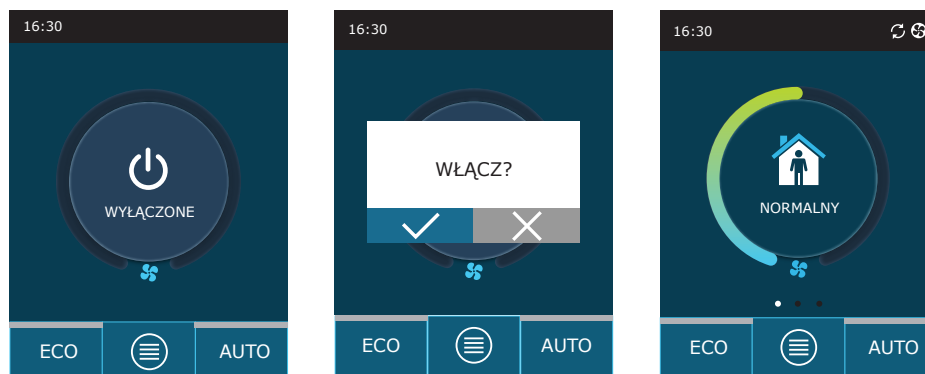 16:30
WYŁĄCZONE
ECO
AUTO
16:30
WŁĄCZ?
ECO
AUTO
16:30
NORMALNY
ECO
AUTO